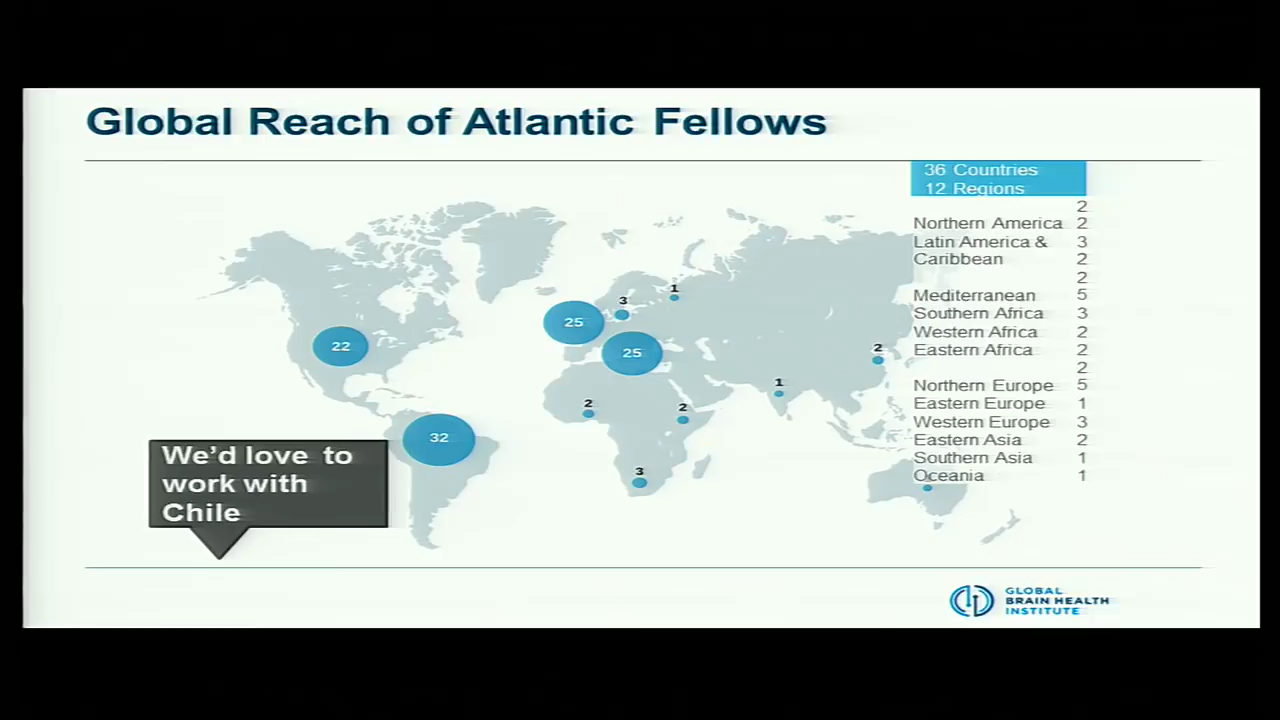 Global Reach of Atlantic Fellows
36 Countries
12 Regions
2
Northern America 2
Latin America & 3
Caribbean 2
2
Mediterranean 5
Southern Africa 3
Western Africa 2
Eastern Africa 2
2
Northern Europe 5
Eastern Europe 1
Western Europe 3
Eastern Asia 2
Southern Asia 1
Oceania 1
1
3
25
22
25
2
1
2
2
32
3
We'd love to
work with
Chile
GLOBAL
BRAIN HEALTH
INSTITUTE